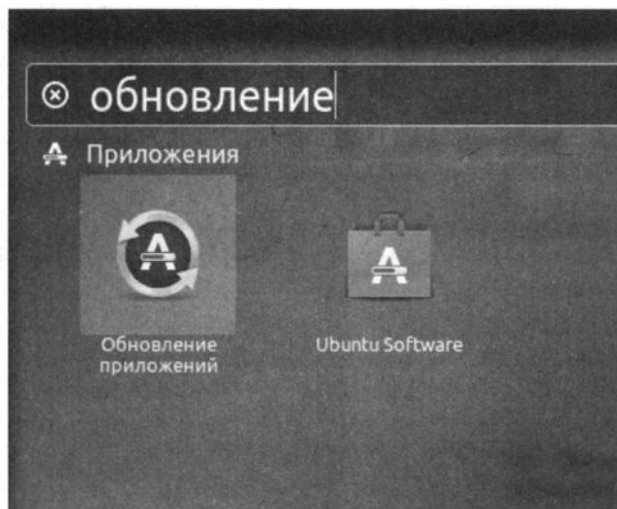 обновление
Приложения
Обновление
приложений
Ubuntu Software